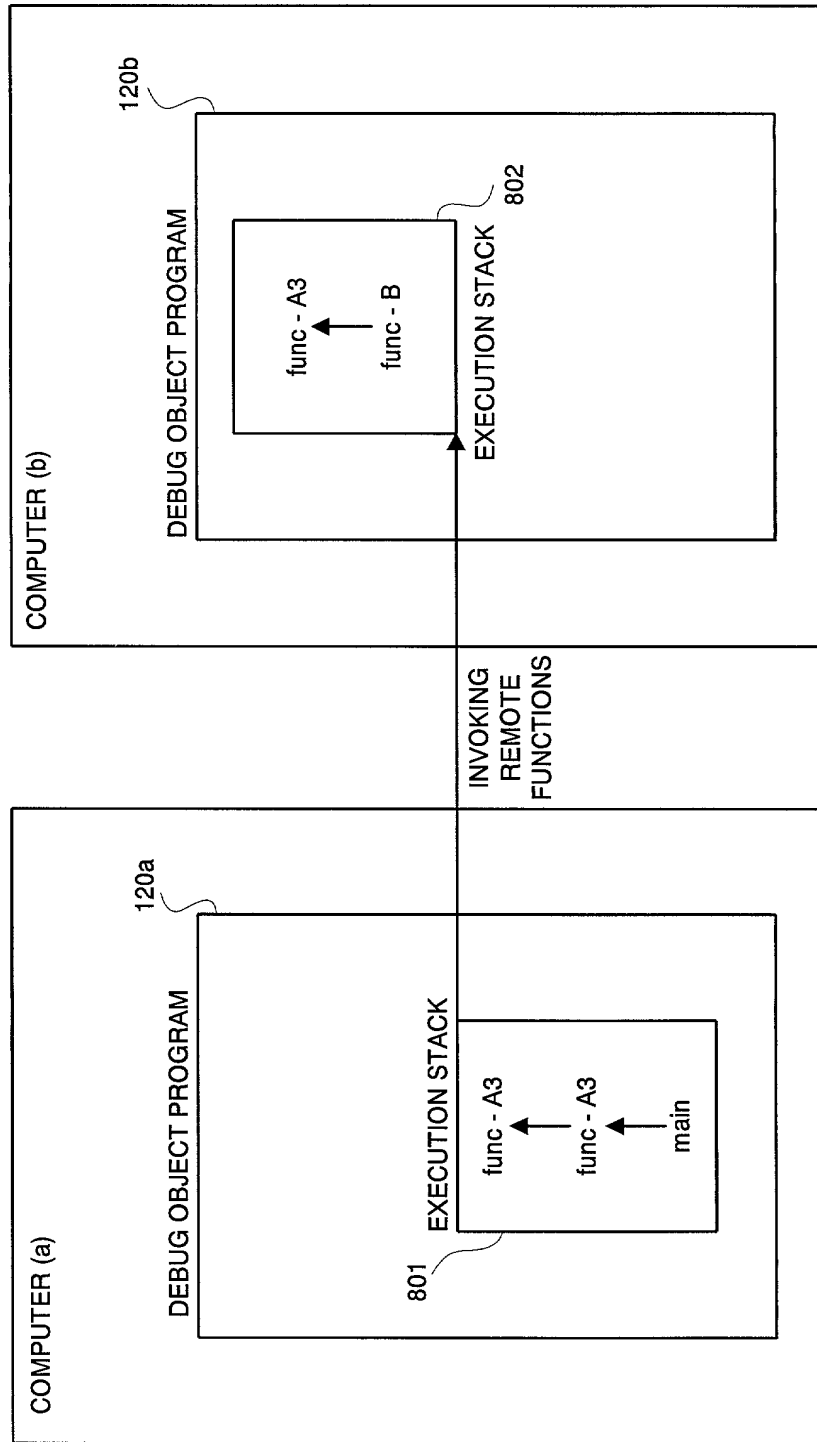 COMPUTER (a)
DEBUG OBJECT PROGRAM
120a
EXECUTION STACK
801
func - A3
func - A3
main
INVOKING
REMOTE
FUNCTIONS
COMPUTER (b)
DEBUG OBJECT PROGRAM
120b
func - A3
func - B
802
EXECUTION STACK